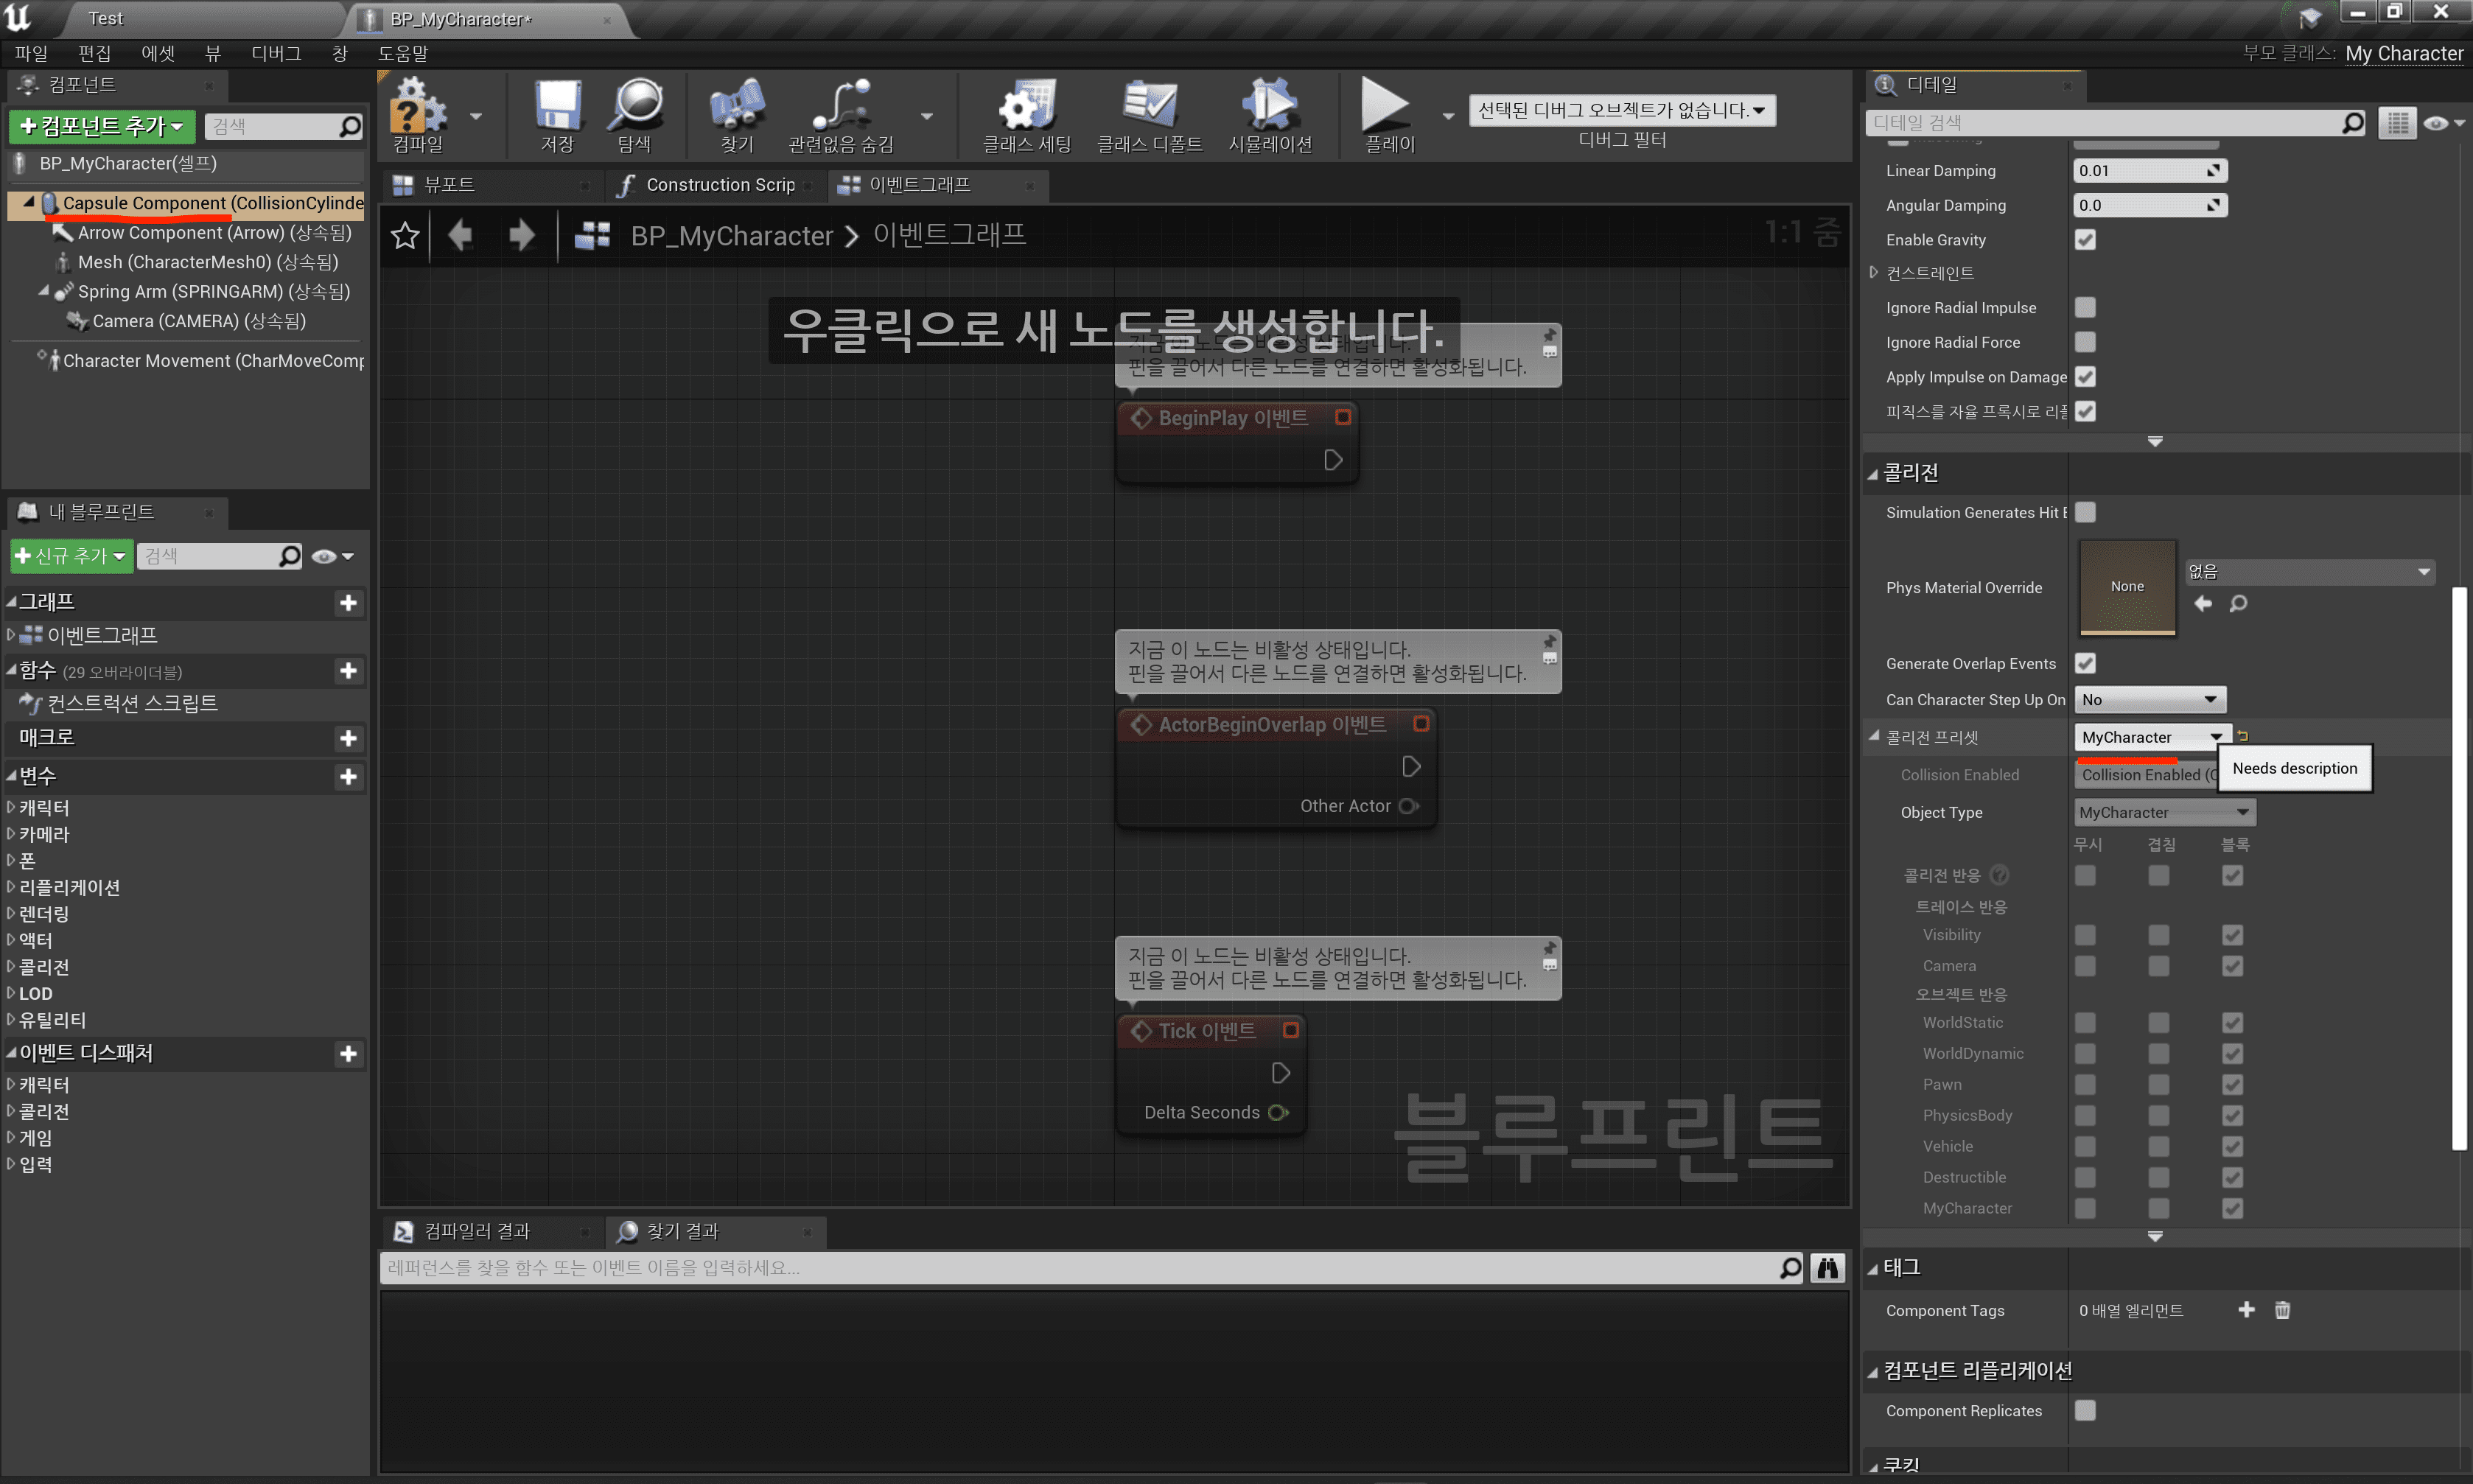 Test
BP_MyCharacter*
파일 편집 에셋 뷰 디버그 창 도움말
부모 클래스: My Character
컴포넌트
+컴포넌트 추가
검색
BP_MyCharacter(셀프)
Capsule Component (CollisionCylinde
Arrow Component (Arrow) (상속됨)
Mesh (CharacterMesh0) (상속됨)
Spring Arm (SPRINGARM) (상속됨)
Camera (CAMERA) (상속됨)
Character Movement (CharMoveComp
내 블루프린트
+신규 추가
검색
그래프
이벤트그래프
함수 (29 오버라이더블)
컨스트럭션 스크립트
매크로
변수
캐릭터
카메라
폰
리플리케이션
렌더링
액터
콜리전
LOD
유틸리티
이벤트 디스패처
캐릭터
콜리전
게임
입력
컴파일
저장
탐색
찾기
관련없음 숨김
클래스 세팅
클래스 디폴트
시뮬레이션
플레이
선택된 디버그 오브젝트가 없습니다.
디버그 필터
뷰포트
Construction Scrip
이벤트그래프
BP_MyCharacter > 이벤트그래프
1:1 줌
우클릭으로 새 노드를 생성합니다.
지금 이 노드는 비활성 상태입니다.
핀을 끌어서 다른 노드를 연결하면 활성화됩니다.
BeginPlay 이벤트
지금 이 노드는 비활성 상태입니다.
핀을 끌어서 다른 노드를 연결하면 활성화됩니다.
ActorBeginOverlap 이벤트
Other Actor
지금 이 노드는 비활성 상태입니다.
핀을 끌어서 다른 노드를 연결하면 활성화됩니다.
Tick 이벤트
Delta Seconds
블루프린트
컴파일러 결과
찾기 결과
레퍼런스를 찾을 함수 또는 이벤트 이름을 입력하세요...
디테일
디테일 검색
Linear Damping 0.01
Angular Damping 0.0
Enable Gravity
컨스트레인트
Ignore Radial Impulse
Ignore Radial Force
Apply Impulse on Damage
피직스를 자율 프록시로 리플
콜리전
Simulation Generates Hit E
Phys Material Override None 없음
Generate Overlap Events
Can Character Step Up On No
콜리전 프리셋 MyCharacter
Needs description
Collision Enabled Collision Enabled (
Object Type MyCharacter
무시 겹침 블록
콜리전 반응
트레이스 반응
Visibility
Camera
오브젝트 반응
WorldStatic
WorldDynamic
Pawn
PhysicsBody
Vehicle
Destructible
MyCharacter
태그
Component Tags 0 배열 엘리먼트
컴포넌트 리플리케이션
Component Replicates
쿠킹